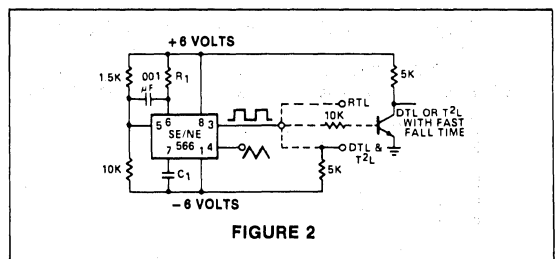 +6 VOLTS
1.5K
.001
μF
R1
5K
5 6 8 3
SE/NE
566
7 1 4
RTL
10K
DTL OR T²L
WITH FAST
FALL TIME
DTL &
T²L
10K
C1
5K
-6 VOLTS
FIGURE 2